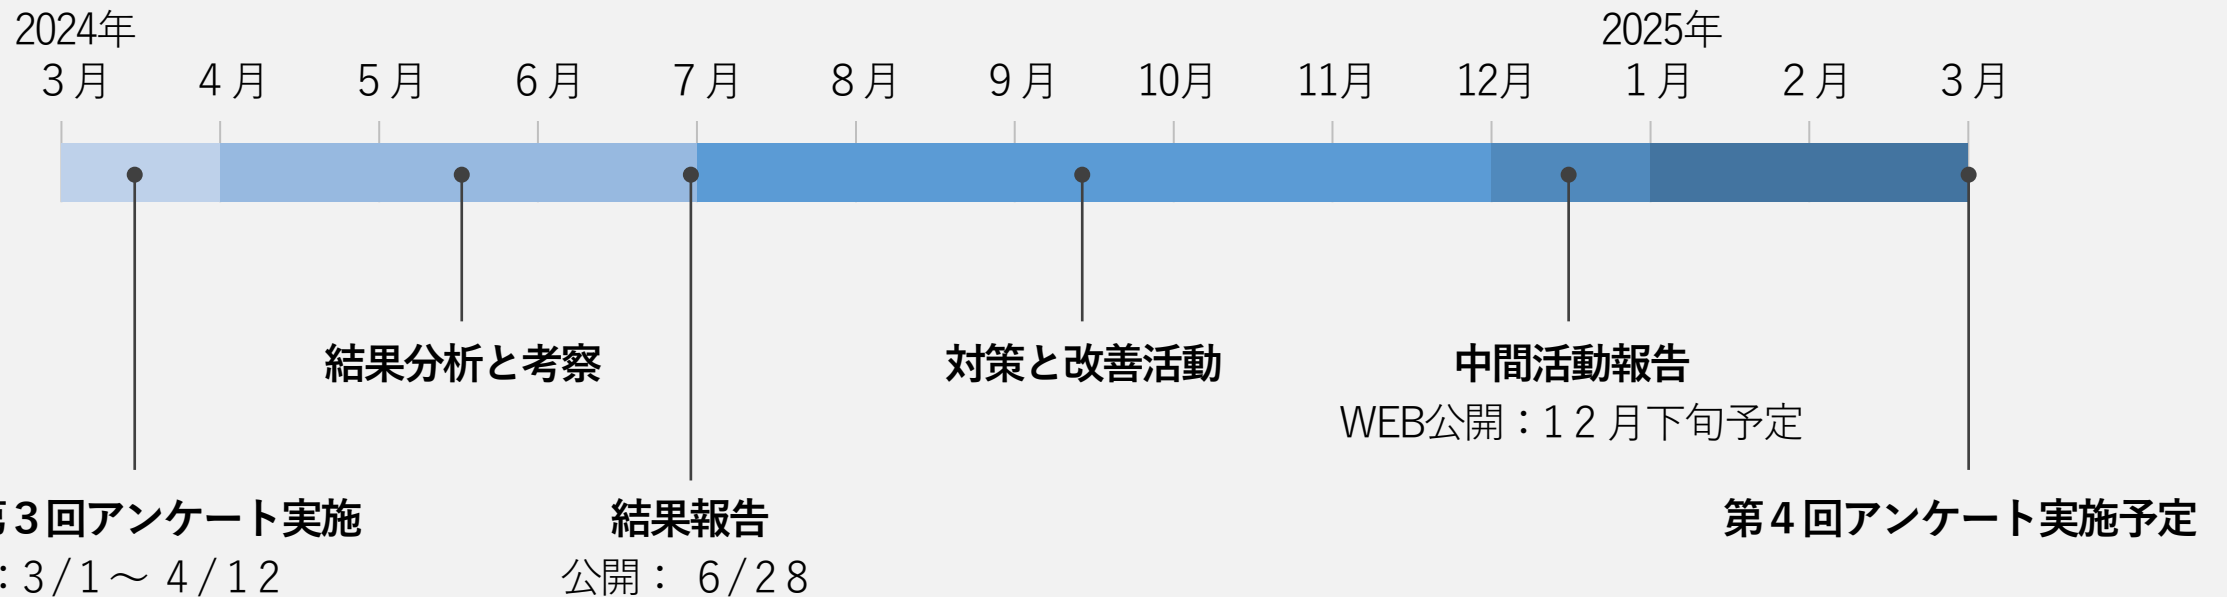 2024年
2025年
3月 4月 5月 6月 7月 8月 9月 10月 11月 12月 1月 2月 3月
結果分析と考察
対策と改善活動
中間活動報告
WEB公開：12月下旬予定
第3回アンケート実施
：3/1～ 4/12
結果報告
公開： 6/28
第4回アンケート実施予定